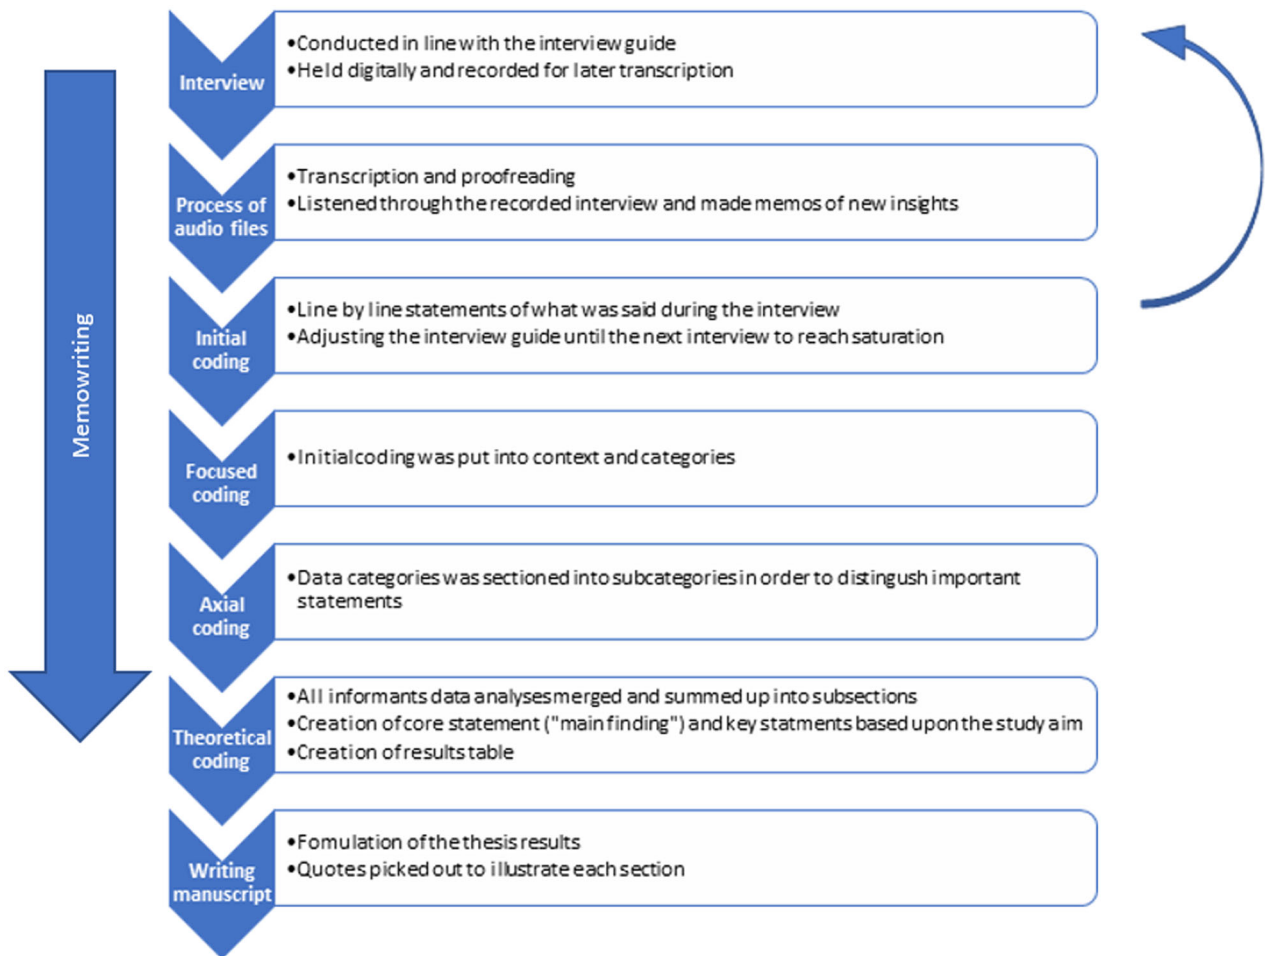 Memowriting
Interview
•Conducted in line with the interview guide
•Held digitally and recorded for later transcription
Process of
audio files
•Transcription and proofreading
•Listened through the recorded interview and made memos of new insights
Initial
coding
•Line by line statements of what was said during the interview
•Adjusting the interview guide until the next interview to reach saturation
Focused
coding
•Initial coding was put into context and categories
Axial
coding
•Data categories was sectioned into subcategories in order to distingush important
statements
Theoretical
coding
•All informants data analyses merged and summed up into subsections
•Creation of core statement ("main finding") and key statments based upon the study aim
•Creation of results table
Writing
manuscript
•Fomulation of the thesis results
•Quotes picked out to illustrate each section